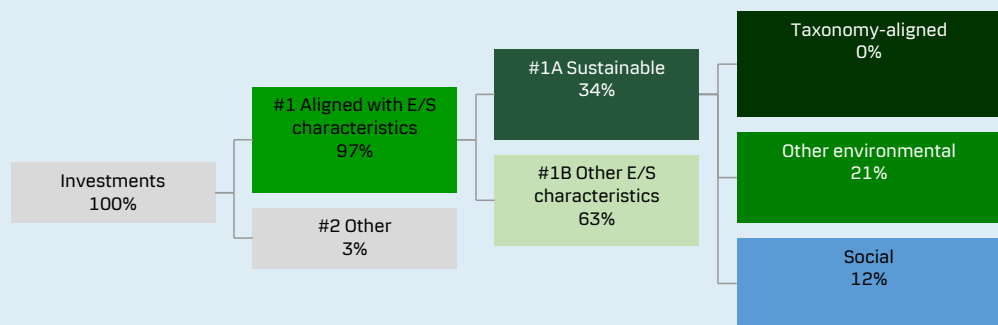 Investments
100%
#1 Aligned with E/S
characteristics
97%
#2 Other
3%
#1A Sustainable
34%
#1B Other E/S
characteristics
63%
Taxonomy-aligned
0%
Other environmental
21%
Social
12%